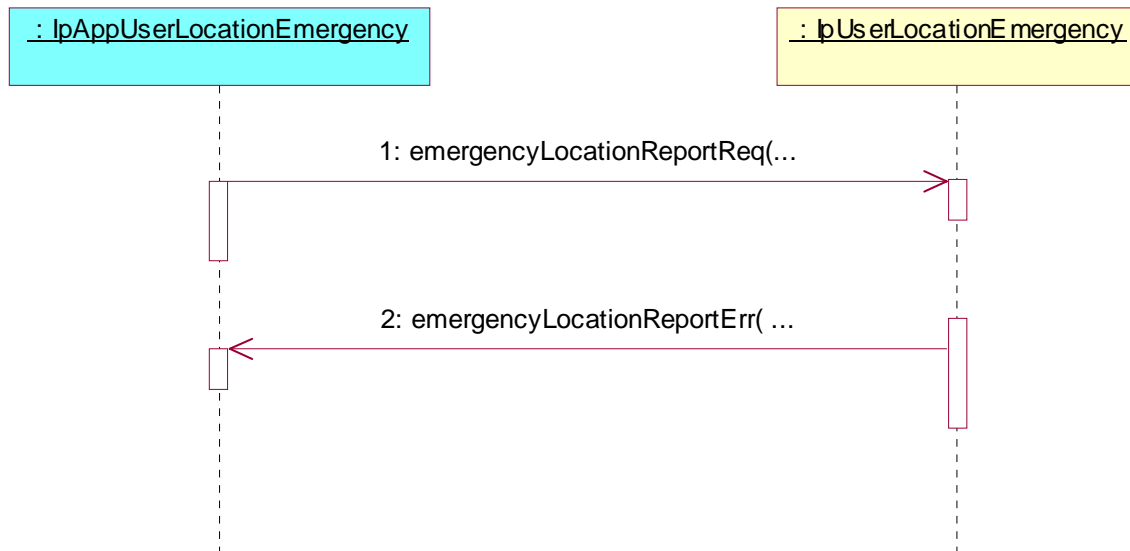 : IpAppUserLocationEmergency
: IpUserLocationEmergency
1: emergencyLocationReportReq(...
2: emergencyLocationReportErr( ...